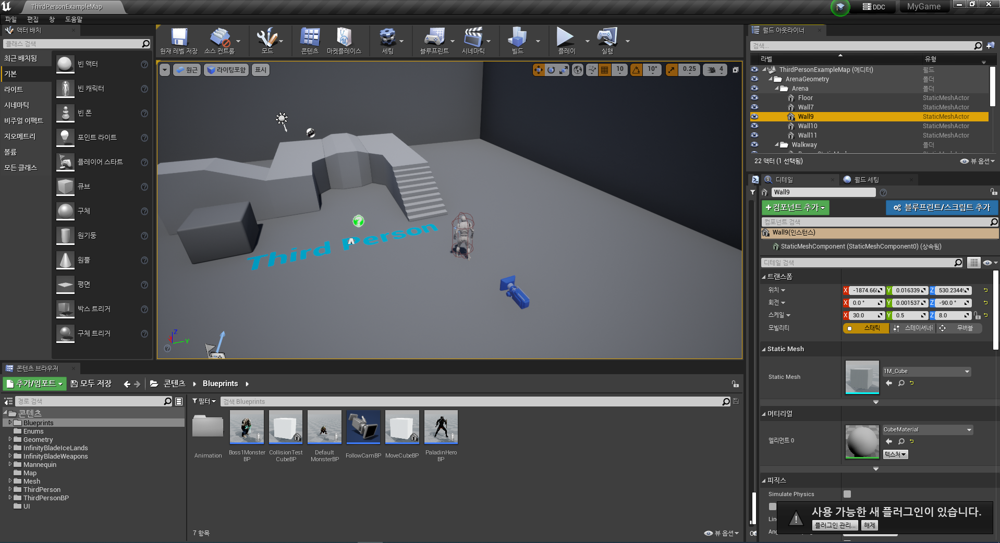 ThirdPersonExampleMap
DDC
MyGame
파일 편집 창 도움말
액터 배치
클래스 검색
최근 배치됨
기본
라이트
시네마틱
비주얼 이펙트
지오메트리
볼륨
모든 클래스
빈 액터
빈 캐릭터
빈 폰
포인트 라이트
플레이어 스타트
큐브
구체
원기둥
원뿔
평면
박스 트리거
구체 트리거
현재 레벨 저장
소스 컨트롤
모드
콘텐츠
마켓플레이스
세팅
블루프린트
시네마틱
빌드
플레이
실행
원근
라이팅포함
표시
10
10°
0.25
4
Third Person
Z
Y
월드 아웃라이너
검색...
라벨 유형
ThirdPersonExampleMap (에디터) 월드
ArenaGeometry 폴더
Arena 폴더
Floor StaticMeshActor
Wall7 StaticMeshActor
Wall9 StaticMeshActor
Wall10 StaticMeshActor
Wall11 StaticMeshActor
Walkway 폴더
22 액터 (1 선택됨)
뷰 옵션
디테일
월드 세팅
Wall9
+컴포넌트 추가
블루프린트/스크립트 추가
컴포넌트 검색
Wall9(인스턴스)
StaticMeshComponent (StaticMeshComponent0) (상속됨)
디테일 검색
트랜스폼
위치 X -1874.66 Y 0.016339 Z 530.2344
회전 X 0.0 ° Y 0.001537 Z -90.0 °
스케일 X 30.0 Y 0.5 Z 8.0
모빌리티 스태틱 스테이셔너리 무버블
Static Mesh
Static Mesh
1M_Cube
머티리얼
엘리먼트 0
CubeMaterial
텍스처
피직스
Simulate Physics
Lin
Ang
사용 가능한 새 플러그인이 있습니다.
플러그인 관리...
해제
콘텐츠 브라우저
추가/임포트
모두 저장
콘텐츠
Blueprints
경로 검색
필터
검색 Blueprints
콘텐츠
Blueprints
Enums
Geometry
InfinityBladeIceLands
InfinityBladeWeapons
Mannequin
Map
Mesh
ThirdPerson
ThirdPersonBP
UI
Animation
Boss1Monster
BP
CollisionTest
CubeBP
Default
MonsterBP
FollowCamBP
MoveCubeBP
PaladinHero
BP
7 항목
뷰 옵션